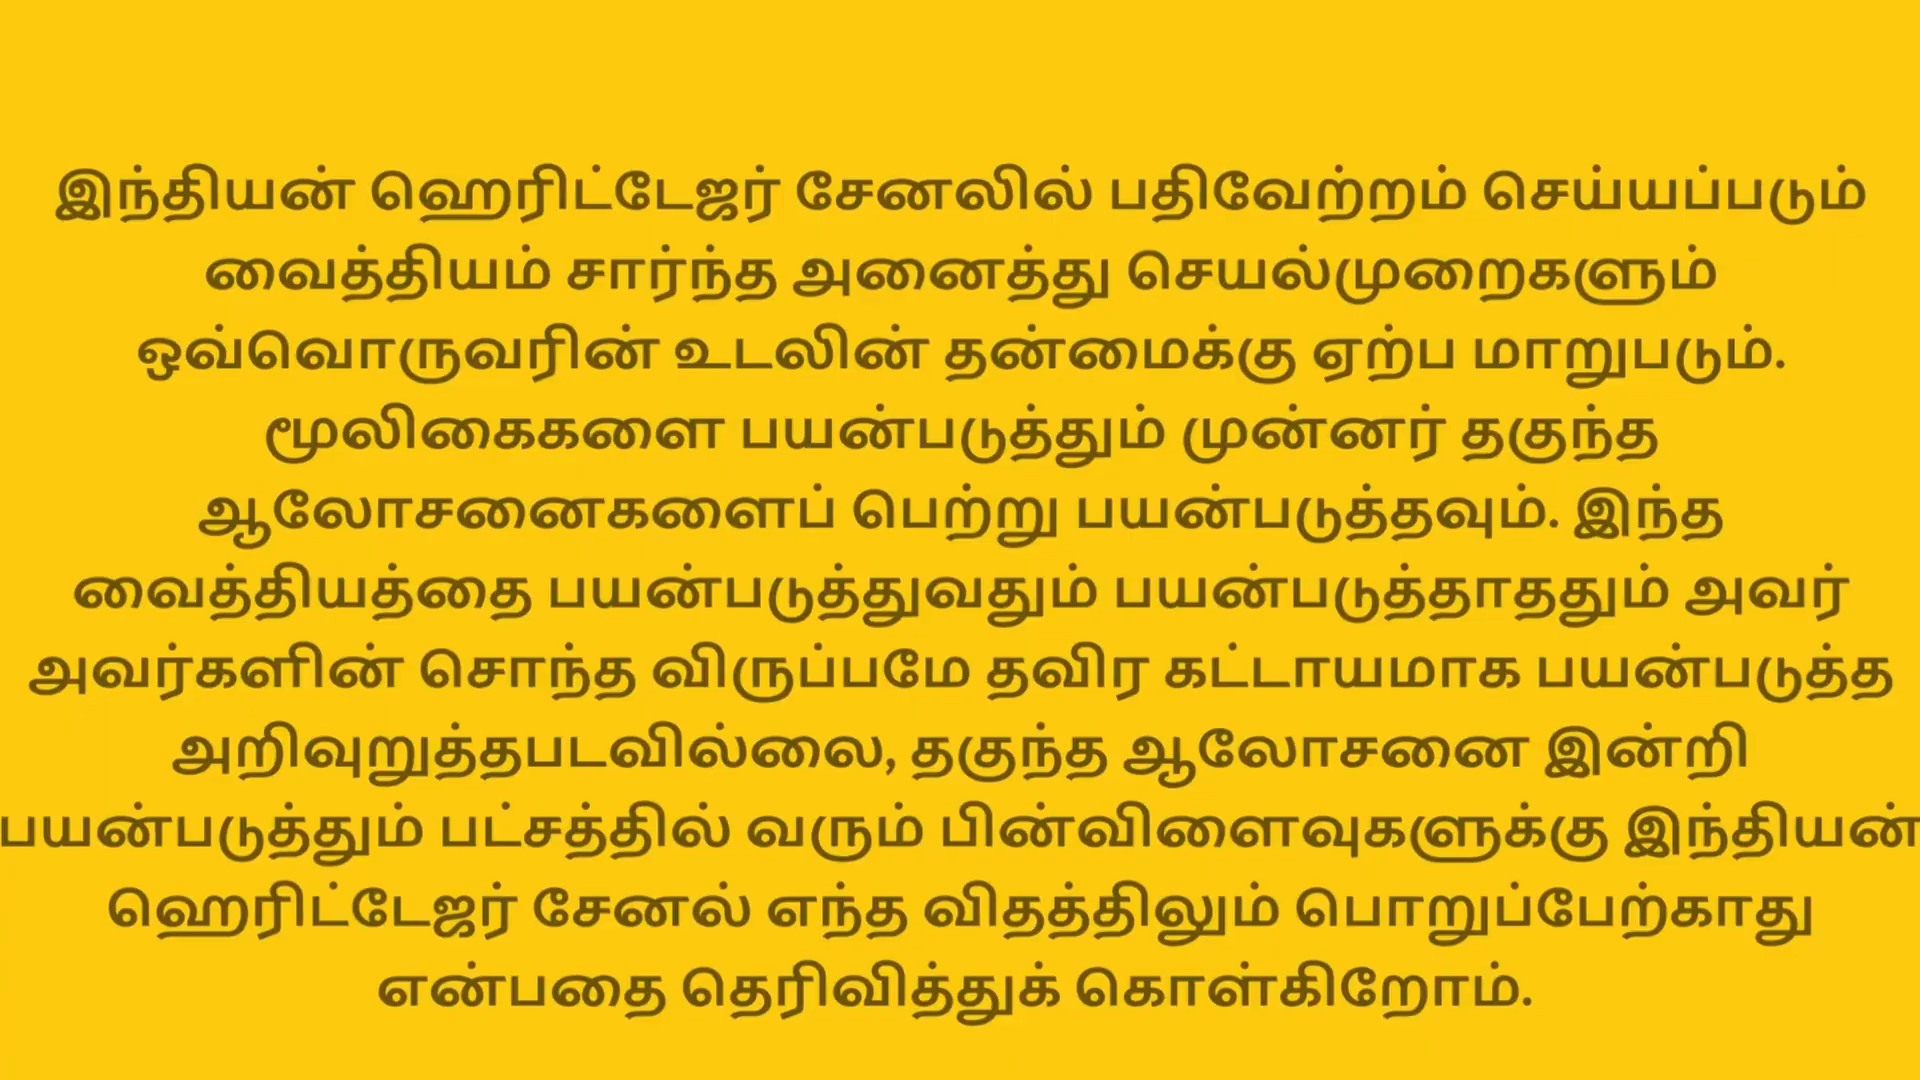 இந்தியன் ஹெரிட்டேஜர் சேனலில் பதிவேற்றம் செய்யப்படும்
வைத்தியம் சார்ந்த அனைத்து செயல்முறைகளும்
ஒவ்வொருவரின் உடலின் தன்மைக்கு ஏற்ப மாறுபடும்.
மூலிகைகளை பயன்படுத்தும் முன்னர் தகுந்த
ஆலோசனைகளைப் பெற்று பயன்படுத்தவும். இந்த
வைத்தியத்தை பயன்படுத்துவதும் பயன்படுத்தாததும் அவர்
அவர்களின் சொந்த விருப்பமே தவிர கட்டாயமாக பயன்படுத்த
அறிவுறுத்தபடவில்லை, தகுந்த ஆலோசனை இன்றி
பயன்படுத்தும் பட்சத்தில் வரும் பின்விளைவுகளுக்கு இந்தியன்
ஹெரிட்டேஜர் சேனல் எந்த விதத்திலும் பொறுப்பேற்காது
என்பதை தெரிவித்துக் கொள்கிறோம்.